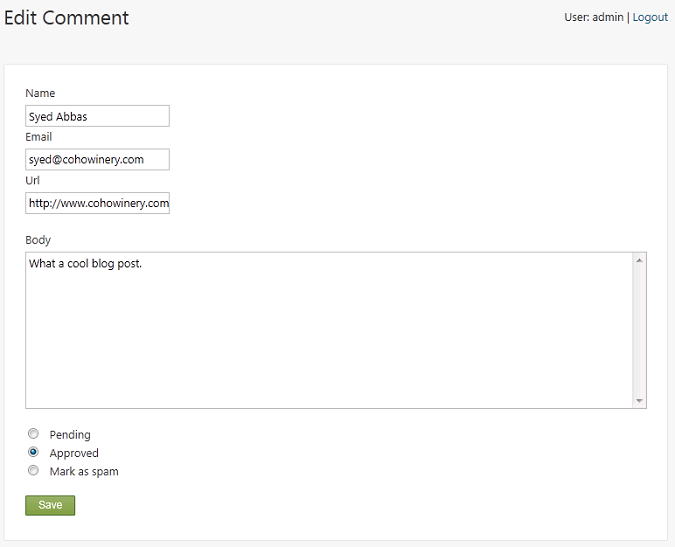 Edit Comment
User: admin | Logout
Name
Syed Abbas
Email
syed@cohowinery.com
Url
http://www.cohowinery.com
Body
What a cool blog post.
Pending
Approved
Mark as spam
Save